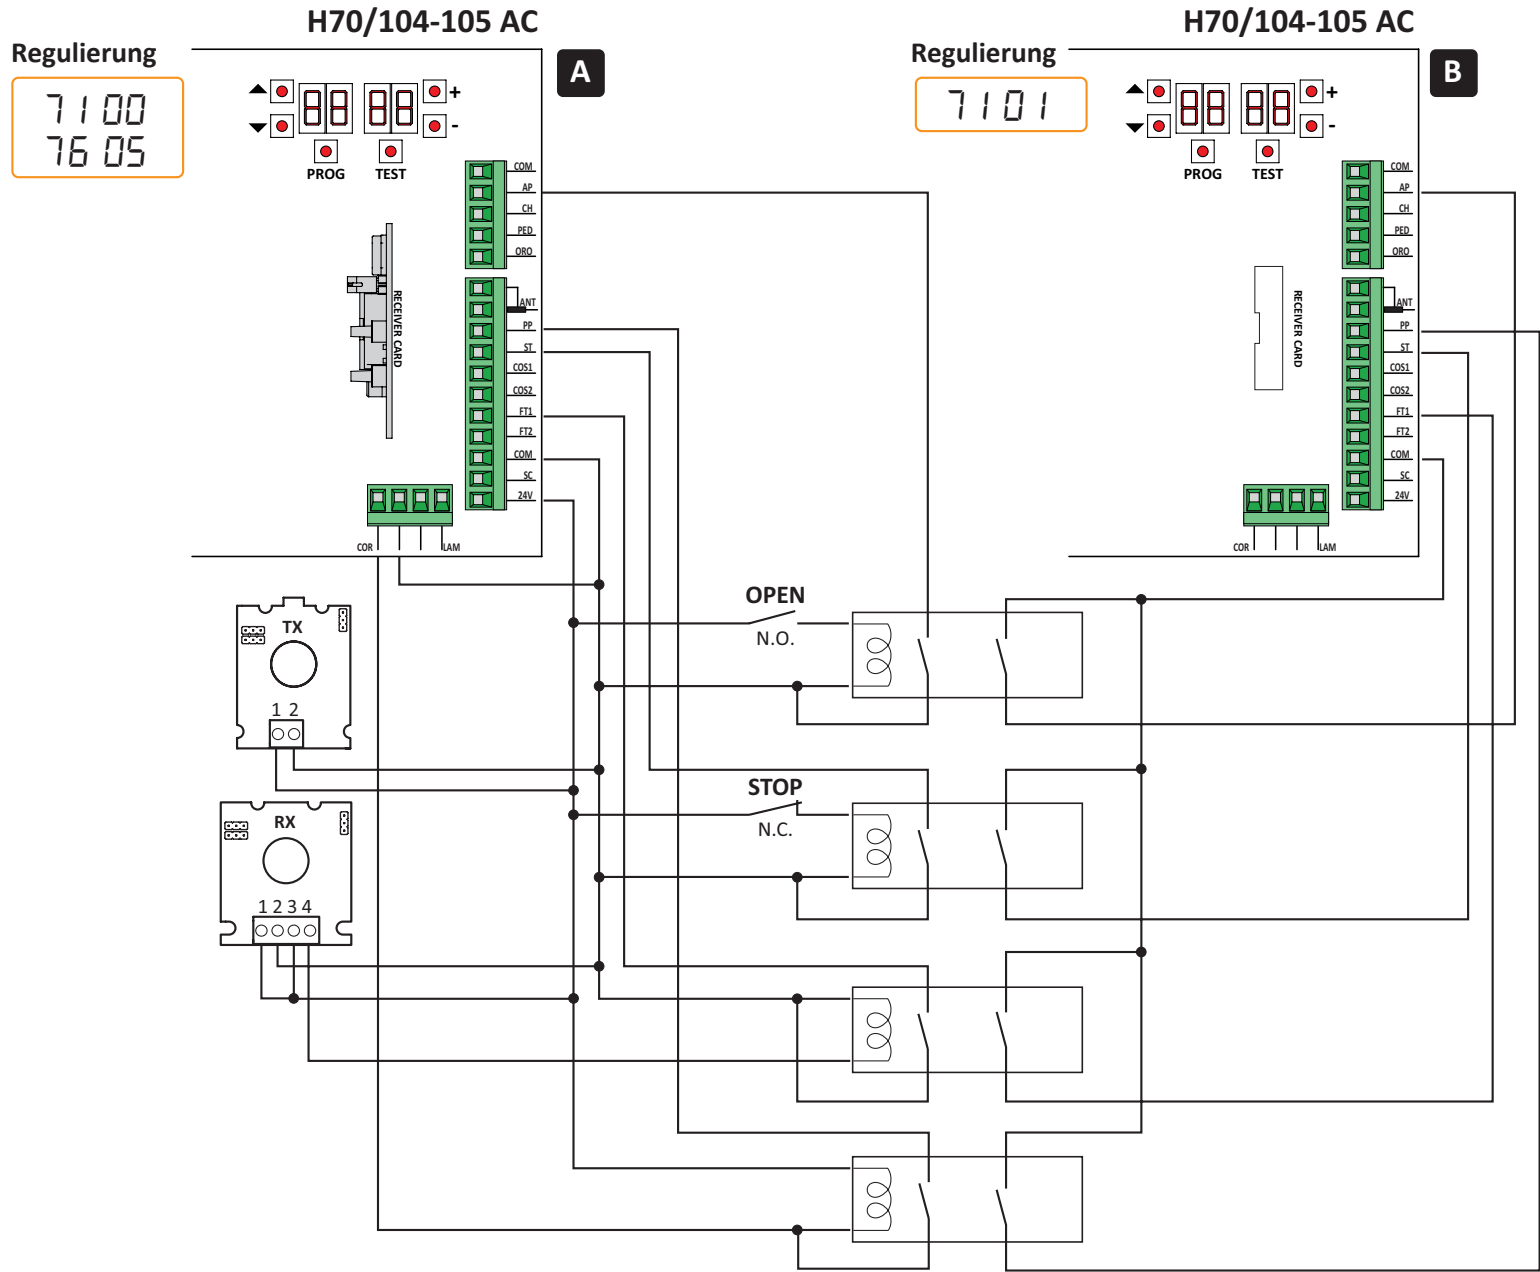 H70/104-105 AC
Regulierung
A
71 00
76 05
+
-
PROG TEST
COM
AP
CH
PED
ORO
RECEIVER CARD
ANT
PP
ST
COS1
COS2
FT1
FT2
COM
SC
24V
COR LAM
H70/104-105 AC
Regulierung
B
71 01
+
-
PROG TEST
COM
AP
CH
PED
ORO
RECEIVER CARD
ANT
PP
ST
COS1
COS2
FT1
FT2
COM
SC
24V
COR LAM
TX
1 2
RX
1 2 3 4
OPEN
N.O.
STOP
N.C.